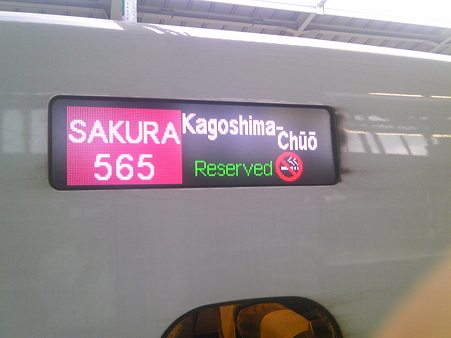 SAKURA
565
Kagoshima-
Chūō
Reserved